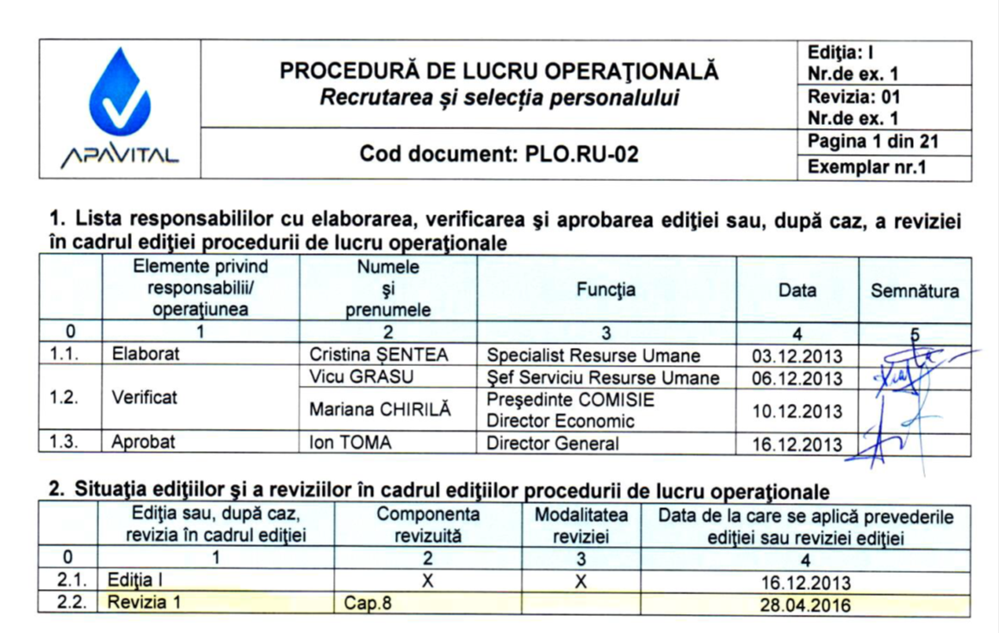 APAVITAL
PROCEDURĂ DE LUCRU OPERAŢIONALĂ
Recrutarea și selecția personalului
Cod document: PLO.RU-02
Ediţia: I
Nr.de ex. 1
Revizia: 01
Nr.de ex. 1
Pagina 1 din 21
Exemplar nr.1
1. Lista responsabililor cu elaborarea, verificarea şi aprobarea ediţiei sau, după caz, a reviziei
în cadrul ediţiei procedurii de lucru operaţionale
Elemente privind
responsabilii/
operaţiunea
Numele
şi
prenumele
Funcţia
Data
Semnătura
0 1 2 3 4 5
1.1. Elaborat Cristina ȘENTEA Specialist Resurse Umane 03.12.2013
1.2. Verificat
Vicu GRASU Şef Serviciu Resurse Umane 06.12.2013
Mariana CHIRILĂ
Preşedinte COMISIE
Director Economic
10.12.2013
1.3. Aprobat Ion TOMA Director General 16.12.2013
2. Situaţia ediţiilor şi a reviziilor în cadrul ediţiilor procedurii de lucru operaţionale
Ediţia sau, după caz,
revizia în cadrul ediţiei
Componenta
revizuită
Modalitatea
reviziei
Data de la care se aplică prevederile
ediţiei sau reviziei ediţiei
0 1 2 3 4
2.1. Ediţia I X X 16.12.2013
2.2. Revizia 1 Cap.8 28.04.2016